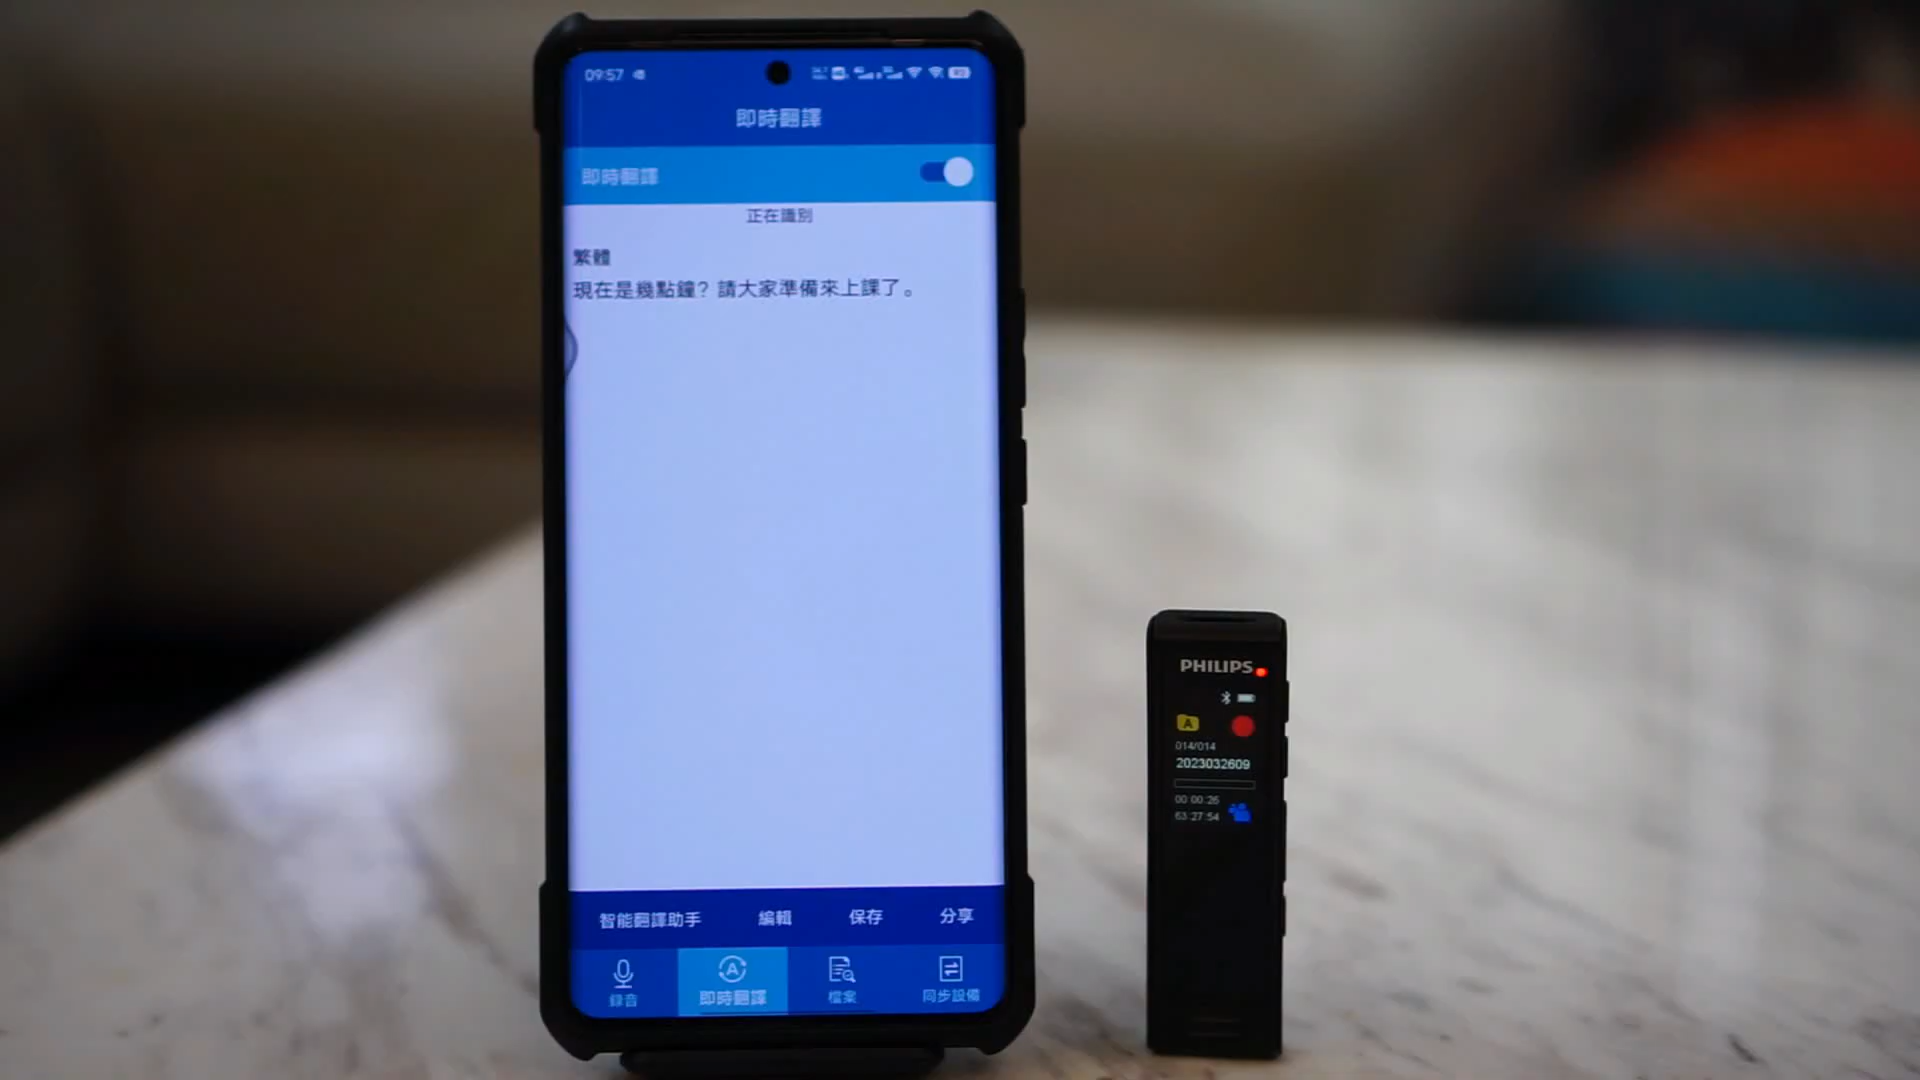 09:57
即時翻譯
即時翻譯
正在識別
繁體
現在是幾點鐘？請大家準備來上課了。
智能翻譯助手 編輯 保存 分享
錄音 即時翻譯 檔案 同步設備
PHILIPS
A
014/014
2023032609
00:00:26
63:27:54